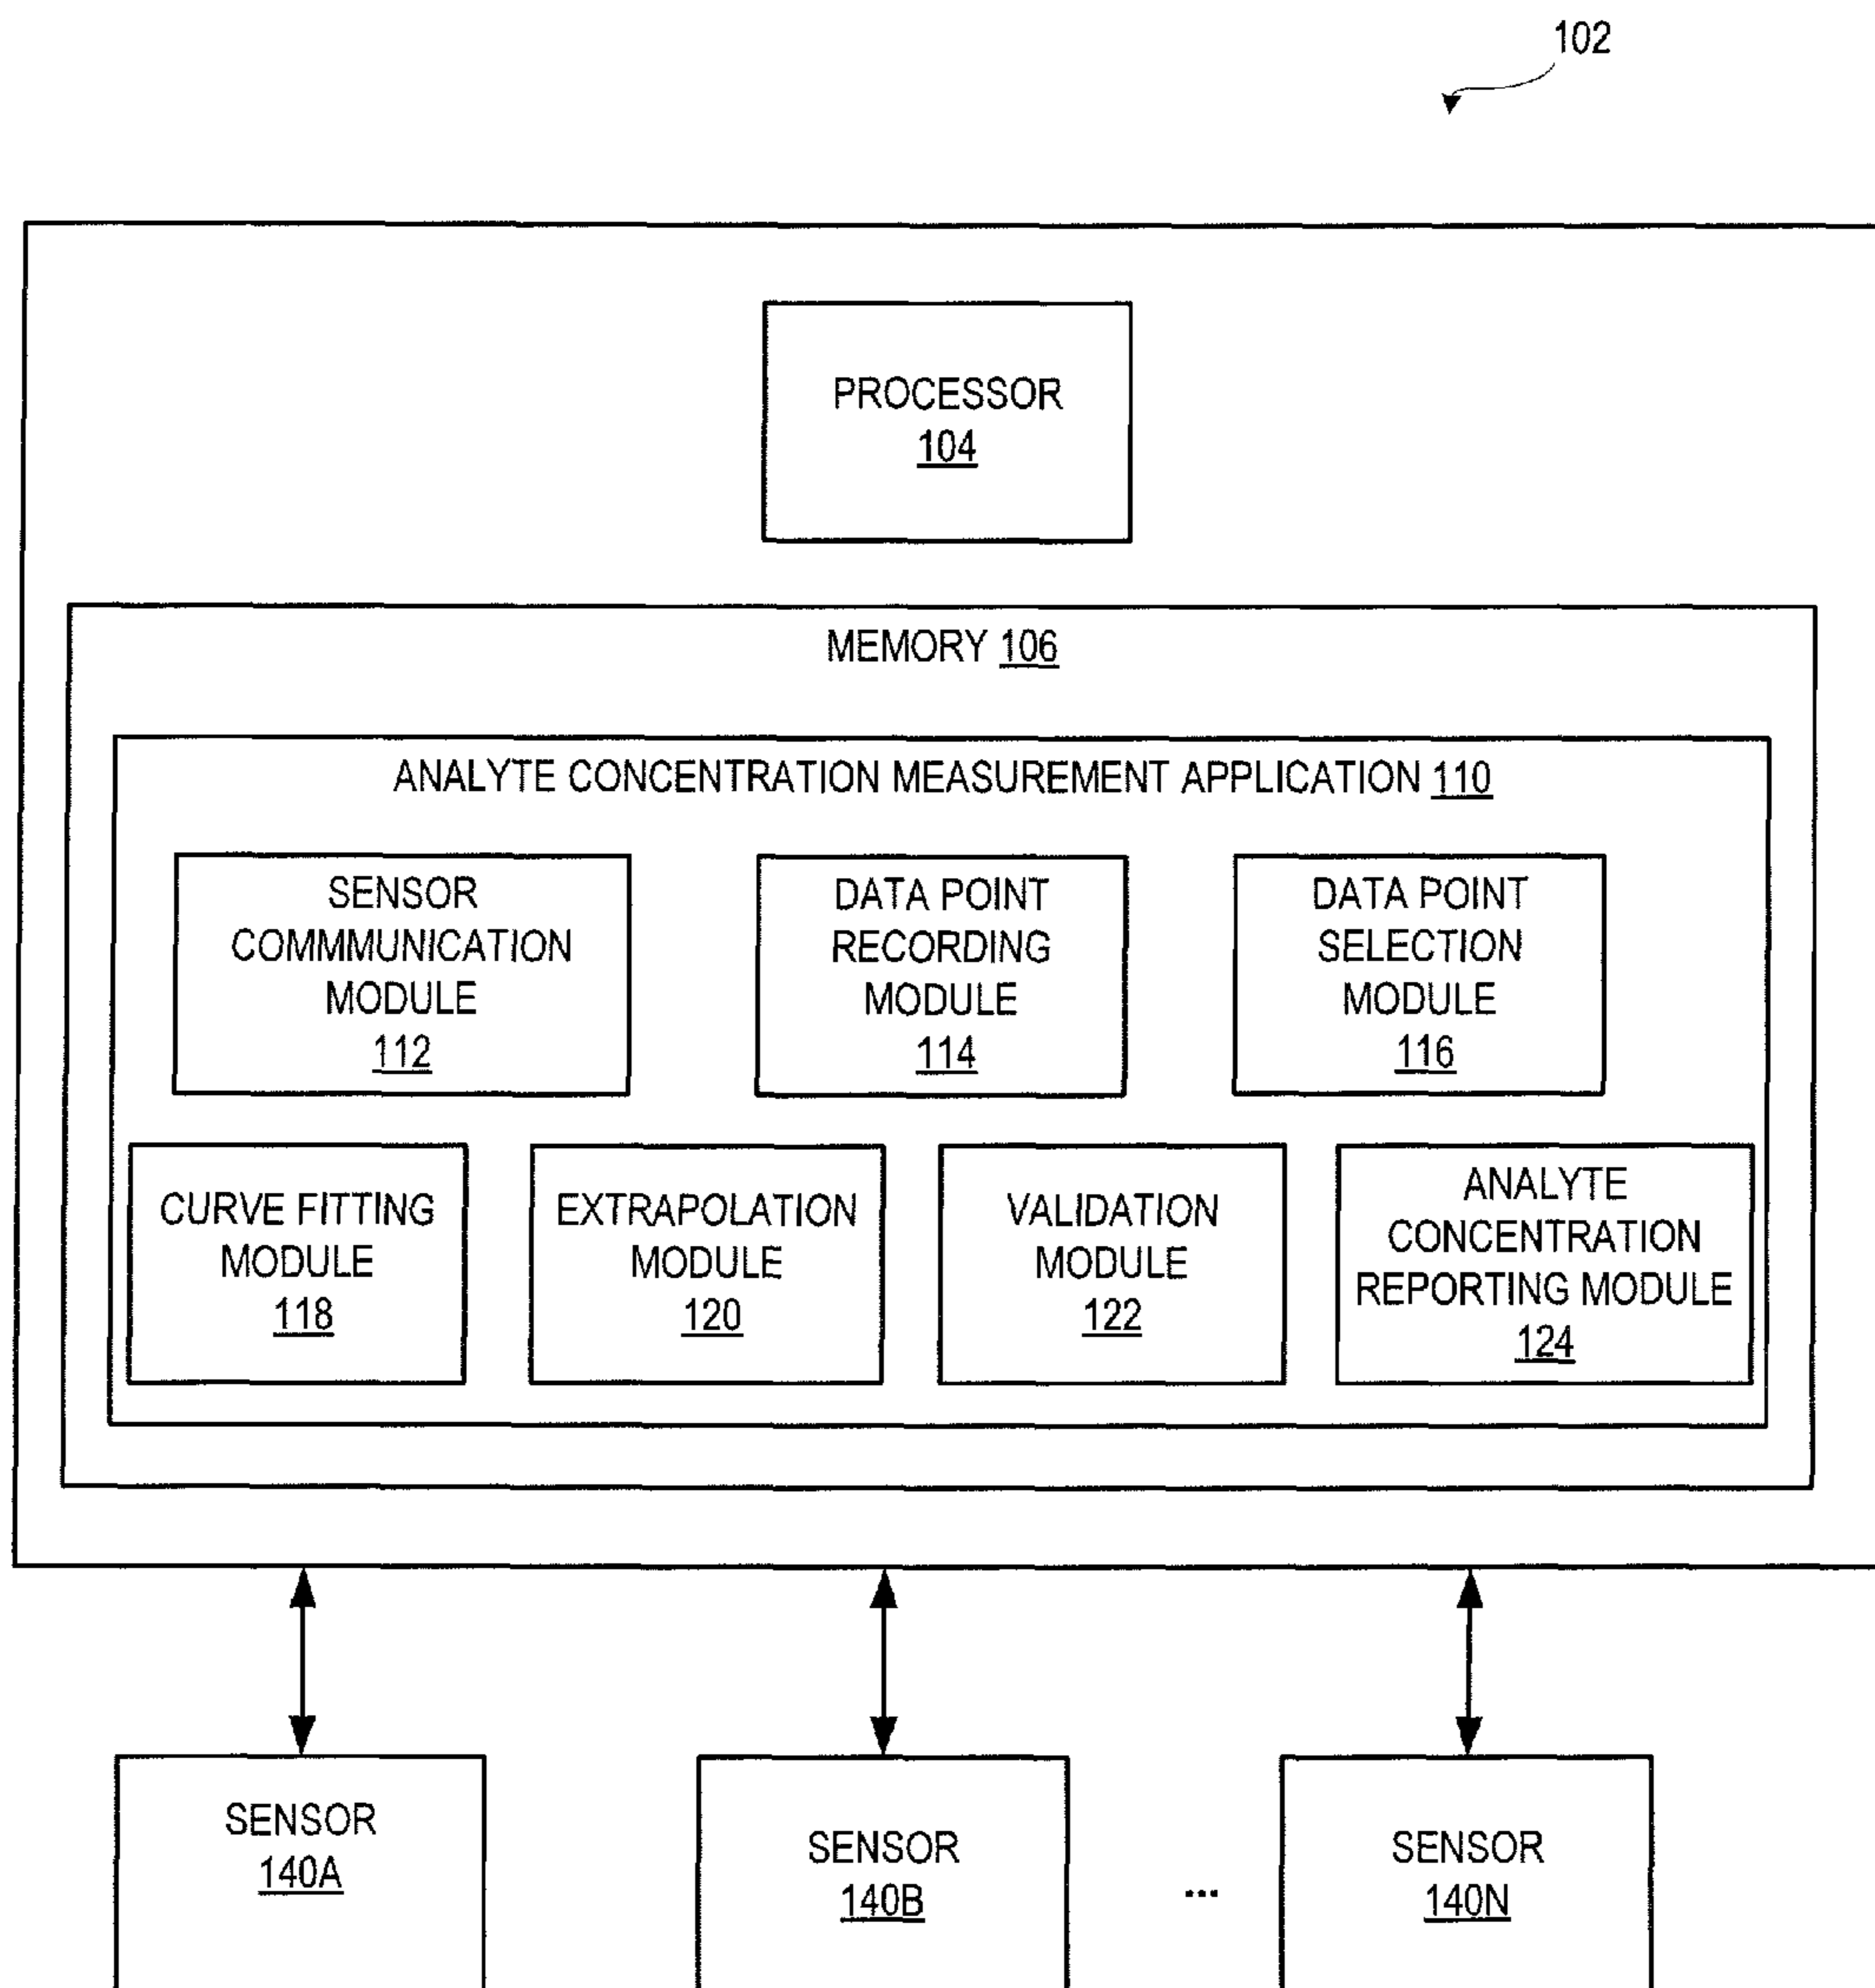 102
PROCESSOR
104
MEMORY 106
ANALYTE CONCENTRATION MEASUREMENT APPLICATION 110
SENSOR
COMMMUNICATION
MODULE
112
DATA POINT
RECORDING
MODULE
114
DATA POINT
SELECTION
MODULE
116
CURVE FITTING
MODULE
118
EXTRAPOLATION
MODULE
120
VALIDATION
MODULE
122
ANALYTE
CONCENTRATION
REPORTING MODULE
124
SENSOR
140A
SENSOR
140B
...
SENSOR
140N